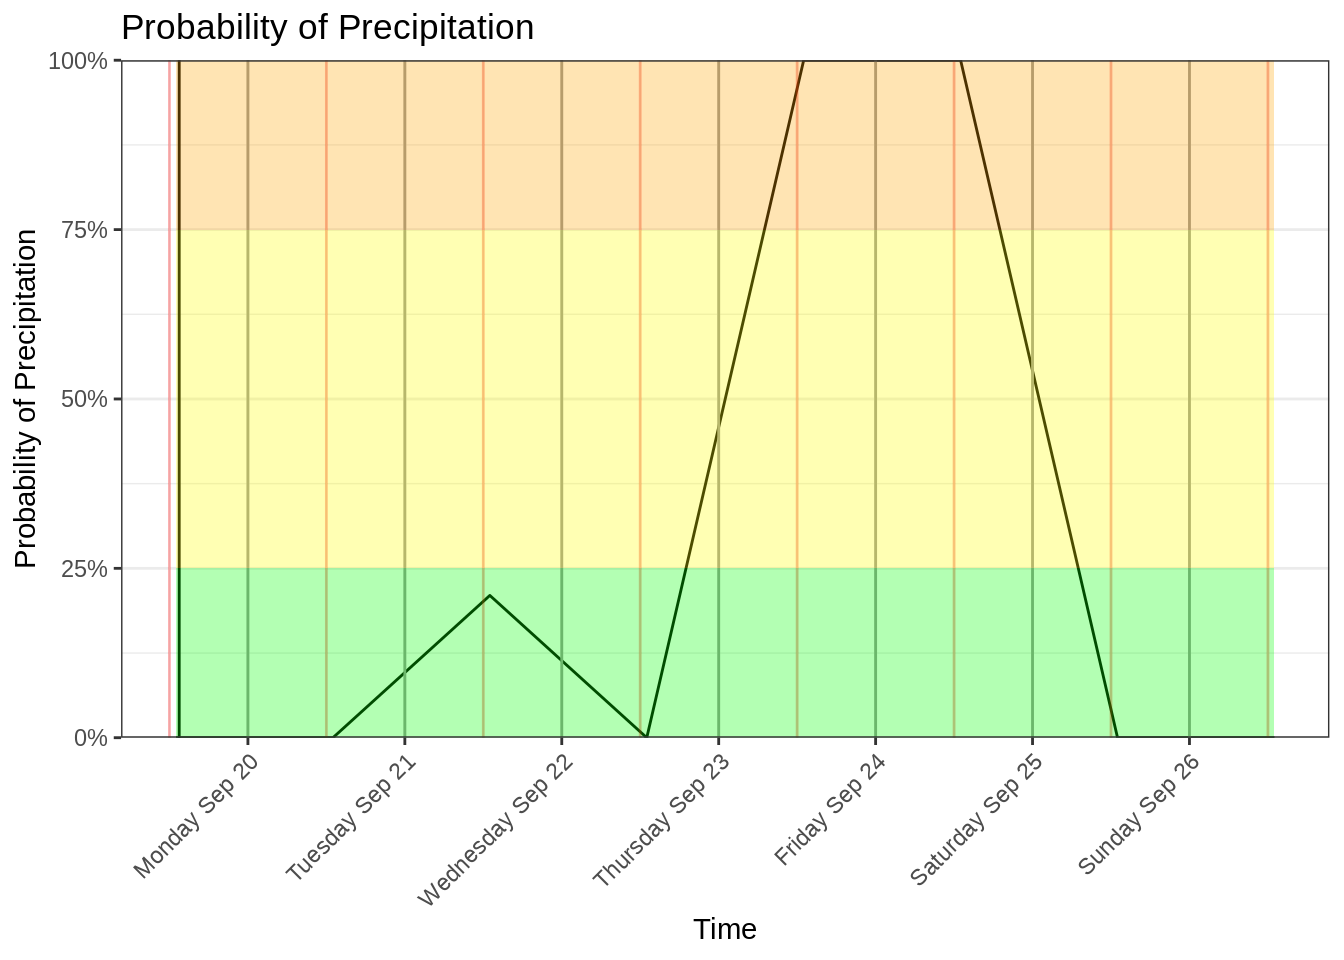 Probability of Precipitation
Probability of Precipitation
100%
75%
50%
25%
0%
Monday Sep 20
Tuesday Sep 21
Wednesday Sep 22
Thursday Sep 23
Friday Sep 24
Saturday Sep 25
Sunday Sep 26
Time